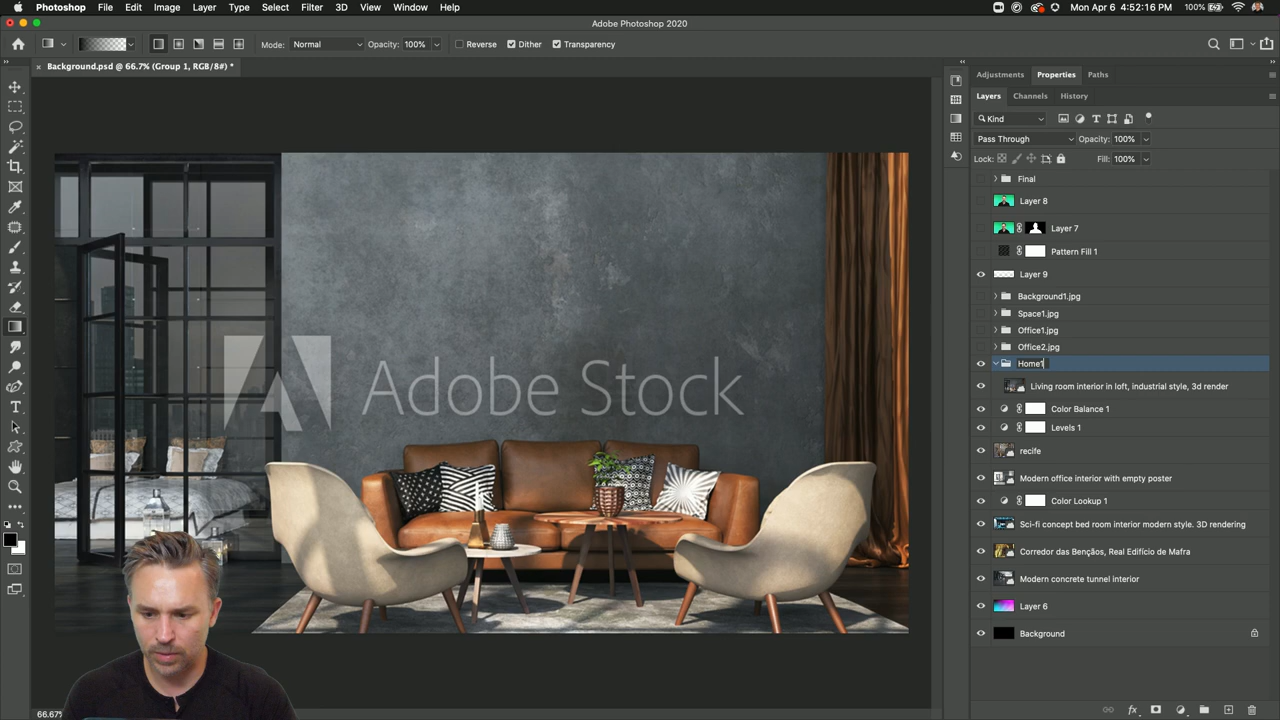 Photoshop File Edit Image Layer Type Select Filter 3D View Window Help 100% Mon Apr 6 4:52:16 PM
Adobe Photoshop 2020
Mode: Normal Opacity: 100% Reverse Dither Transparency
× Background.psd @ 66.7% (Group 1, RGB/8#) *
Adjustments Properties Paths
Layers Channels History
Kind
Pass Through Opacity: 100%
Lock: Fill: 100%
Final
Layer 8
Layer 7
Pattern Fill 1
Layer 9
Background1.jpg
Space1.jpg
Office1.jpg
Office2.jpg
Home1
Living room interior in loft, industrial style, 3d render
Color Balance 1
Levels 1
recife
Modern office interior with empty poster
Color Lookup 1
Sci-fi concept bed room interior modern style. 3D rendering
Corredor das Bençãos, Real Edifício de Mafra
Modern concrete tunnel interior
Layer 6
Background
Adobe Stock
66.67%